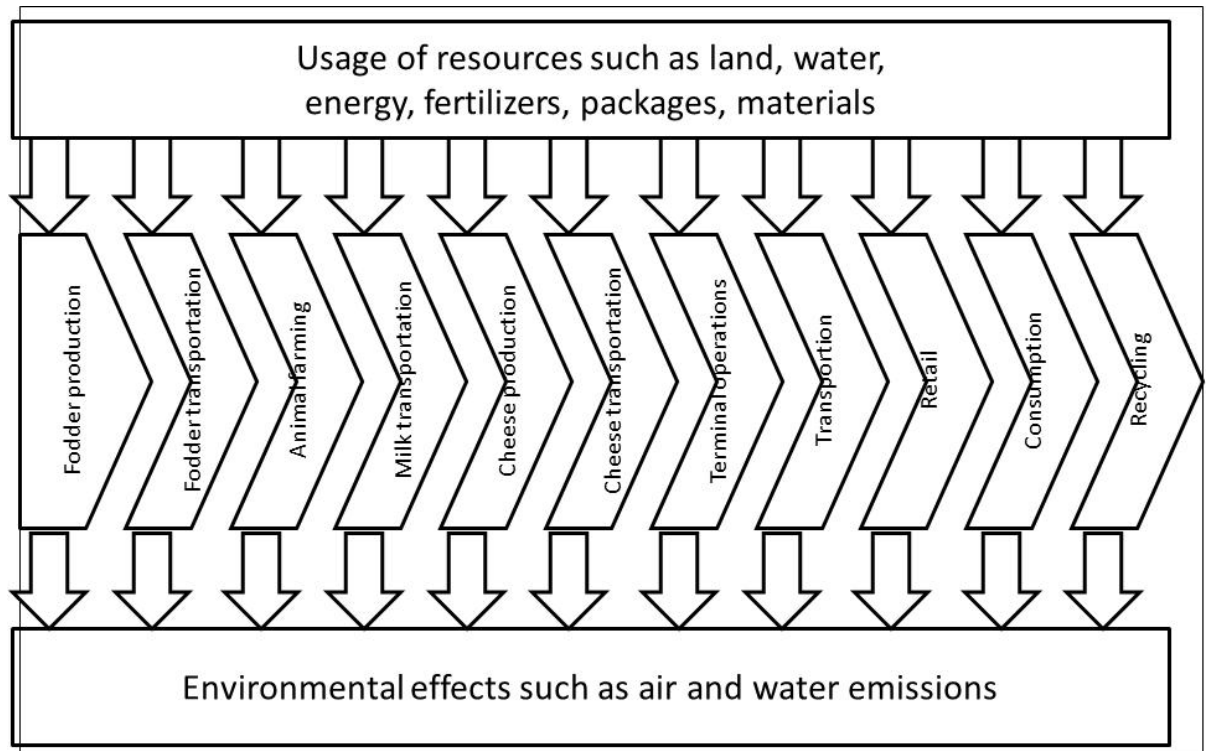 Usage of resources such as land, water,
energy, fertilizers, packages, materials
Fodder production
Fodder transportation
Animal farming
Milk transportation
Cheese production
Cheese transportation
Terminal operations
Transportion
Retail
Consumption
Recycling
Environmental effects such as air and water emissions